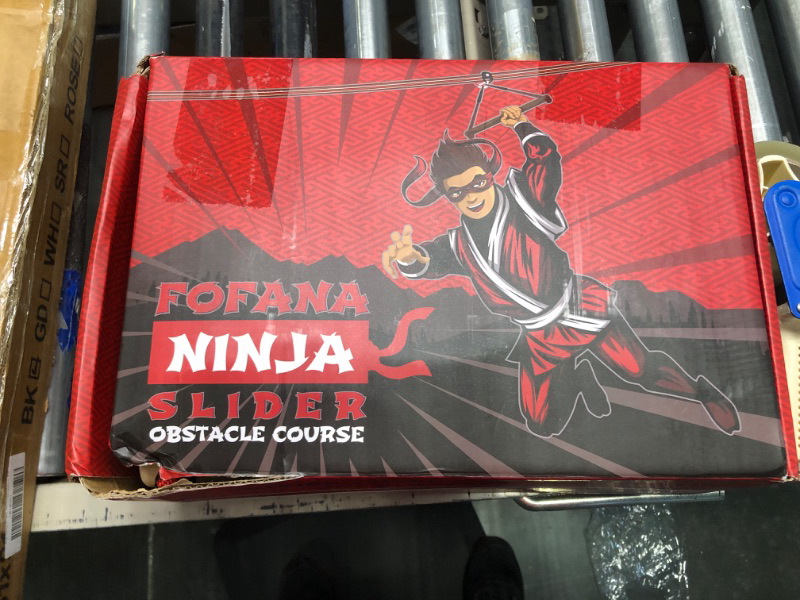 FOFANA
NINJA
SLIDER
OBSTACLE COURSE
BK GD WH SR ROSE